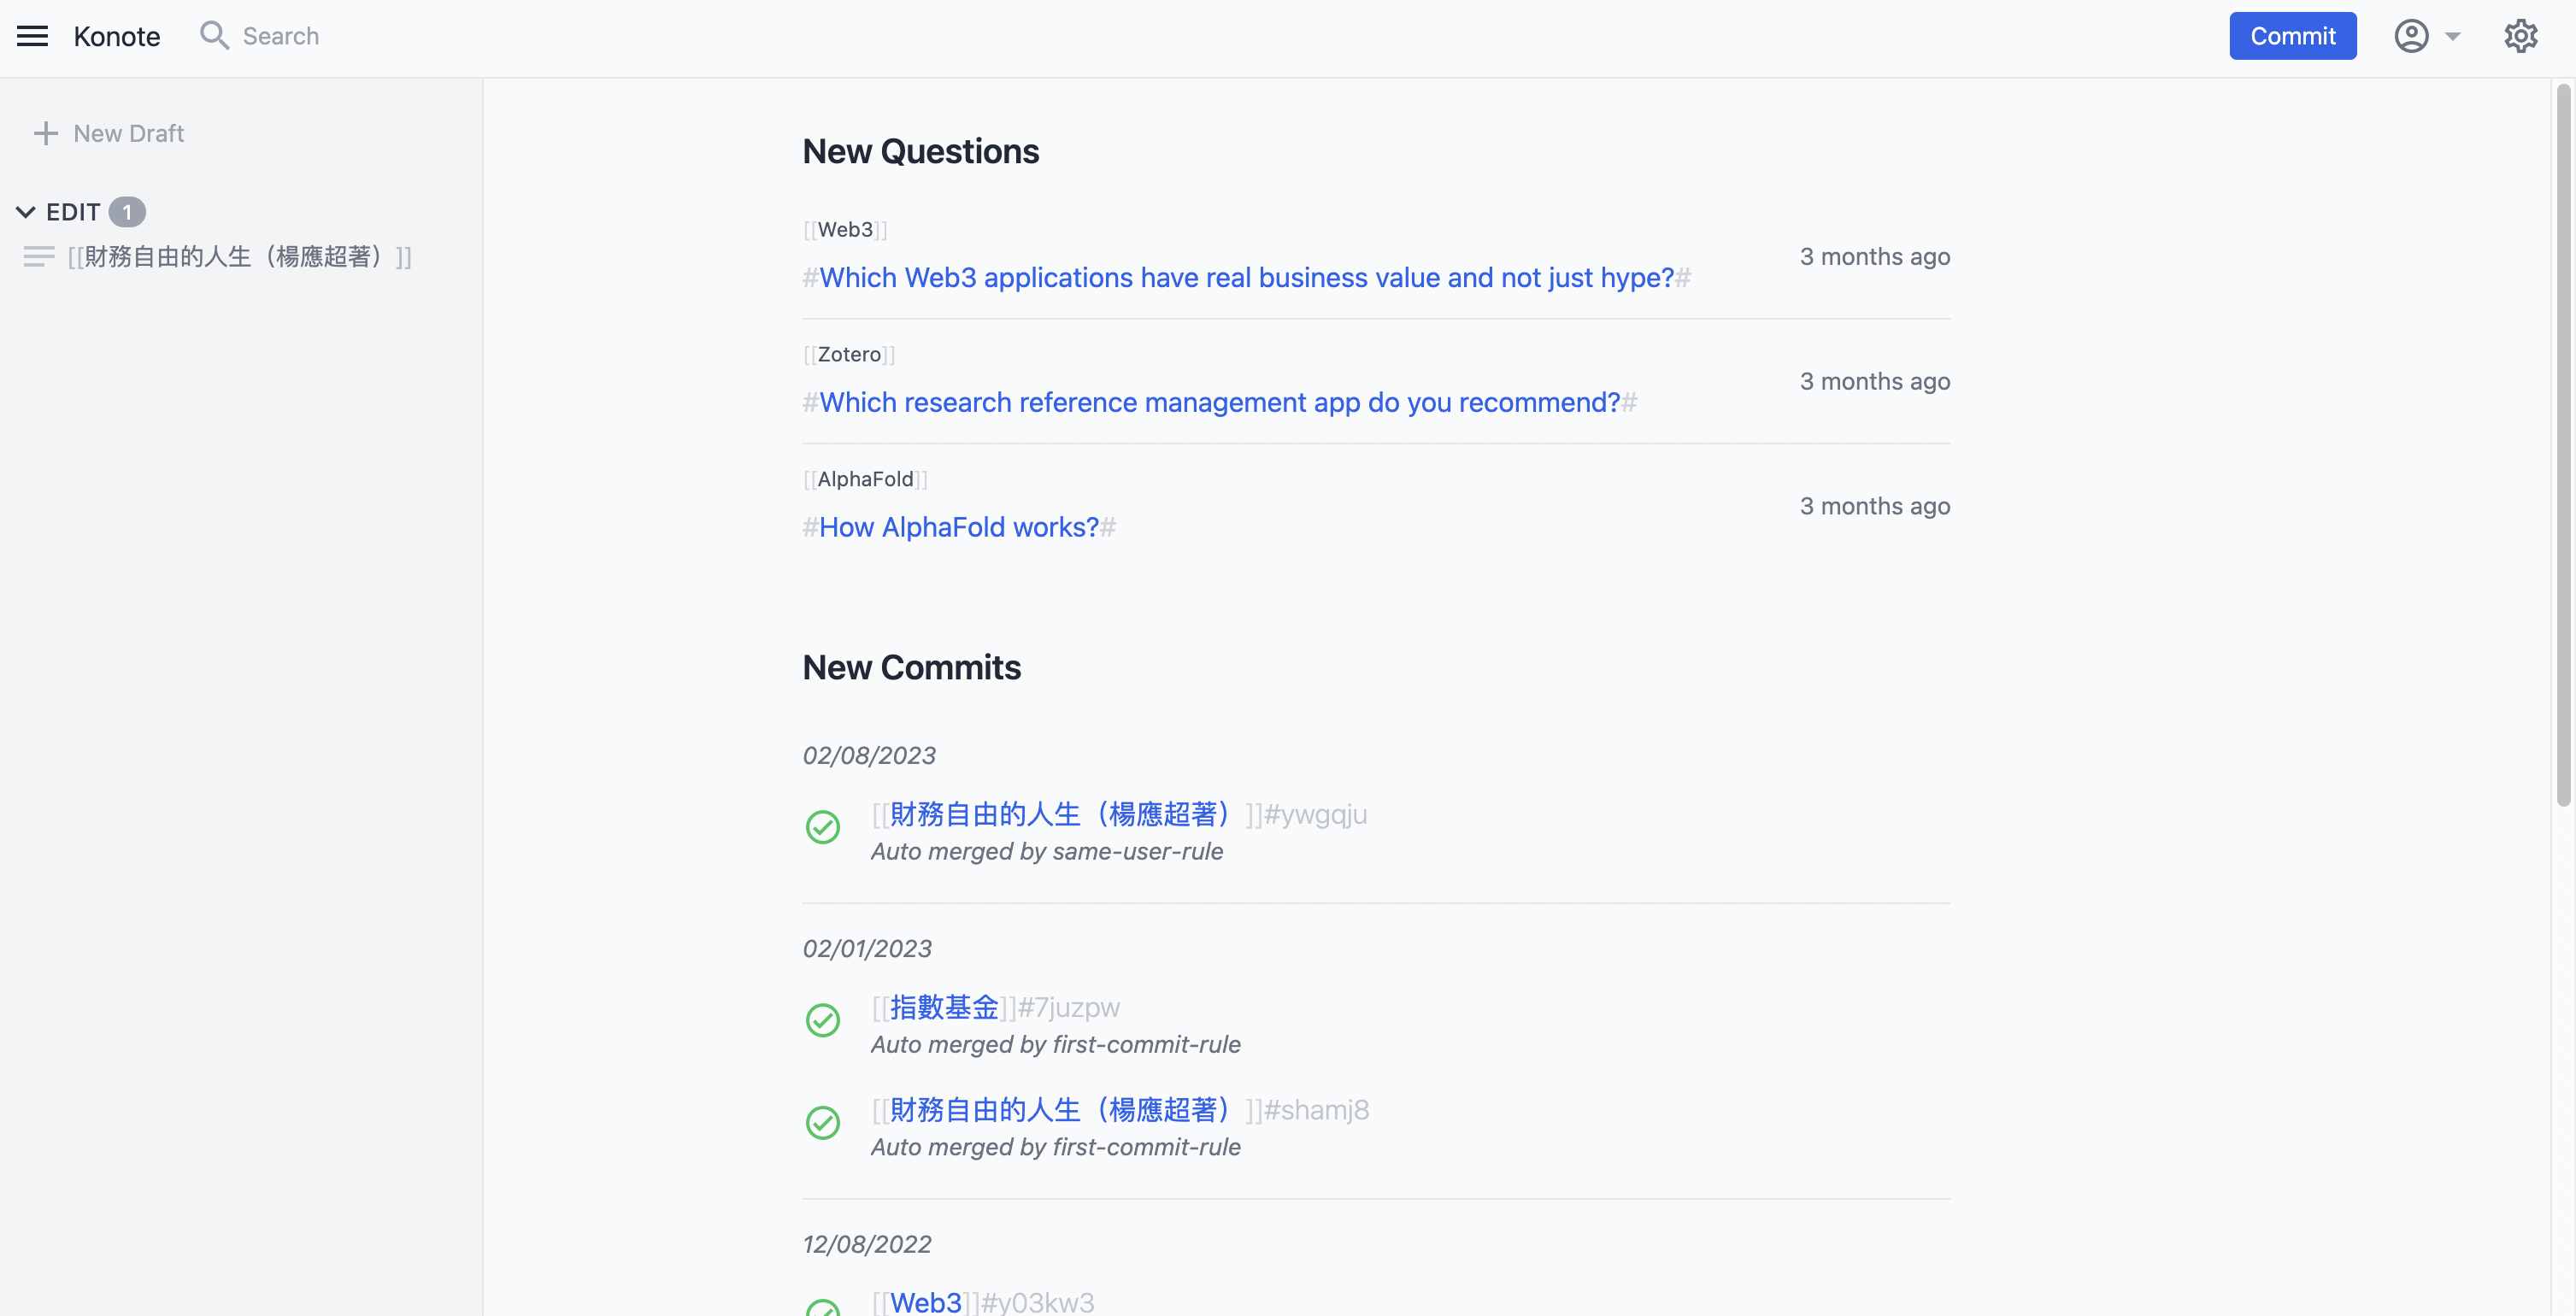 Konote
Search
Commit
New Draft
EDIT 1
[[財務自由的人生（楊應超著）]]
New Questions
[[Web3]]
#Which Web3 applications have real business value and not just hype?#
3 months ago
[[Zotero]]
#Which research reference management app do you recommend?#
3 months ago
[[AlphaFold]]
#How AlphaFold works?#
3 months ago
New Commits
02/08/2023
[[財務自由的人生（楊應超著）]]#ywgqju
Auto merged by same-user-rule
02/01/2023
[[指數基金]]#7juzpw
Auto merged by first-commit-rule
[[財務自由的人生（楊應超著）]]#shamj8
Auto merged by first-commit-rule
12/08/2022
[[Web3]]#y03kw3